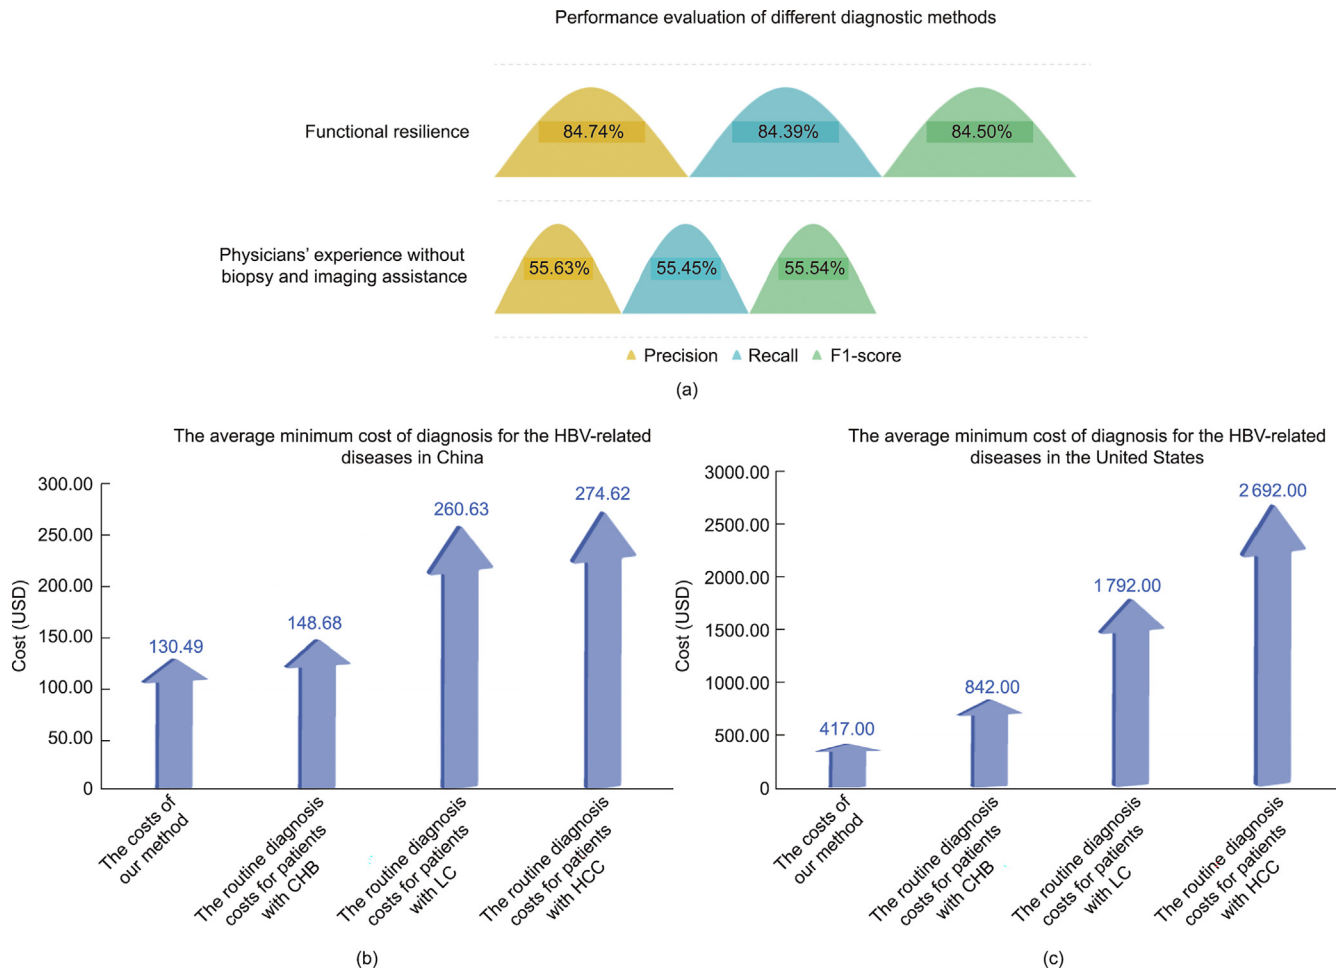 Performance evaluation of different diagnostic methods
Functional resilience
84.74%
84.39%
84.50%
Physicians’ experience without
biopsy and imaging assistance
55.63%
55.45%
55.54%
Precision
Recall
F1-score
(a)
The average minimum cost of diagnosis for the HBV-related
diseases in China
Cost (USD)
300.00
250.00
200.00
150.00
100.00
50.00
0
130.49
148.68
260.63
274.62
The costs of
our method
The routine diagnosis
costs for patients
with CHB
The routine diagnosis
costs for patients
with LC
The routine diagnosis
costs for patients
with HCC
(b)
The average minimum cost of diagnosis for the HBV-related
diseases in the United States
Cost (USD)
3000.00
2500.00
2000.00
1500.00
1000.00
500.00
0
417.00
842.00
1 792.00
2 692.00
The costs of
our method
The routine diagnosis
costs for patients
with CHB
The routine diagnosis
costs for patients
with LC
The routine diagnosis
costs for patients
with HCC
(c)